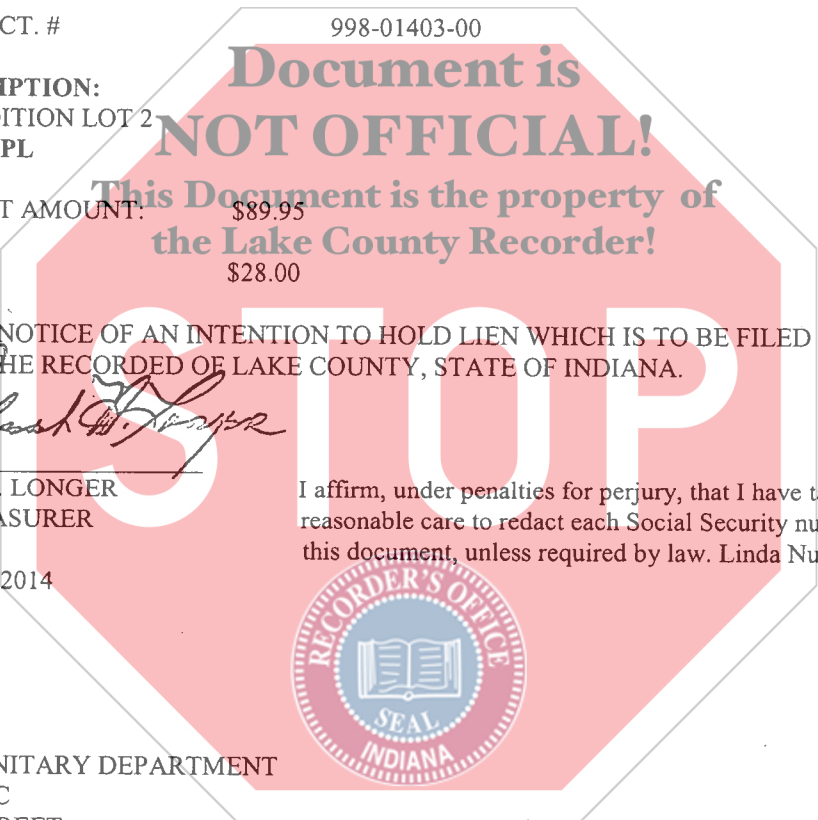 CT. # 998-01403-00
Document is
IPTION:
DITION LOT 2
NOT OFFICIAL!
PL
This Document is the property of
T AMOUNT: $89.95
the Lake County Recorder!
$28.00
STOP
NOTICE OF AN INTENTION TO HOLD LIEN WHICH IS TO BE FILED
HE RECORDED OF LAKE COUNTY, STATE OF INDIANA.
. LONGER
I affirm, under penalties for perjury, that I have t
ASURER
reasonable care to redact each Social Security nu
this document, unless required by law. Linda Nu
2014
RECORDER'S OFFICE
SEAL
INDIANA
NITARY DEPARTMENT
C